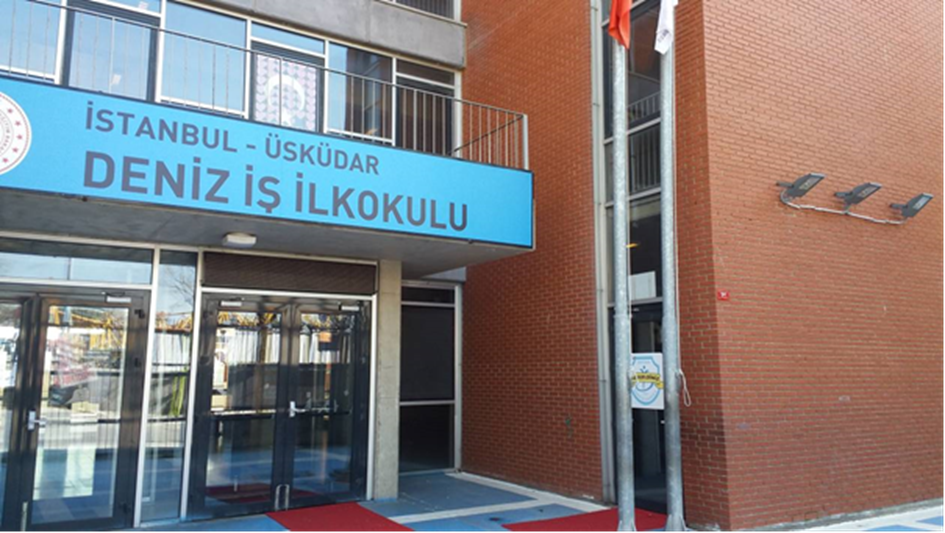 İSTANBUL - ÜSKÜDAR
DENİZ İŞ İLKOKULU